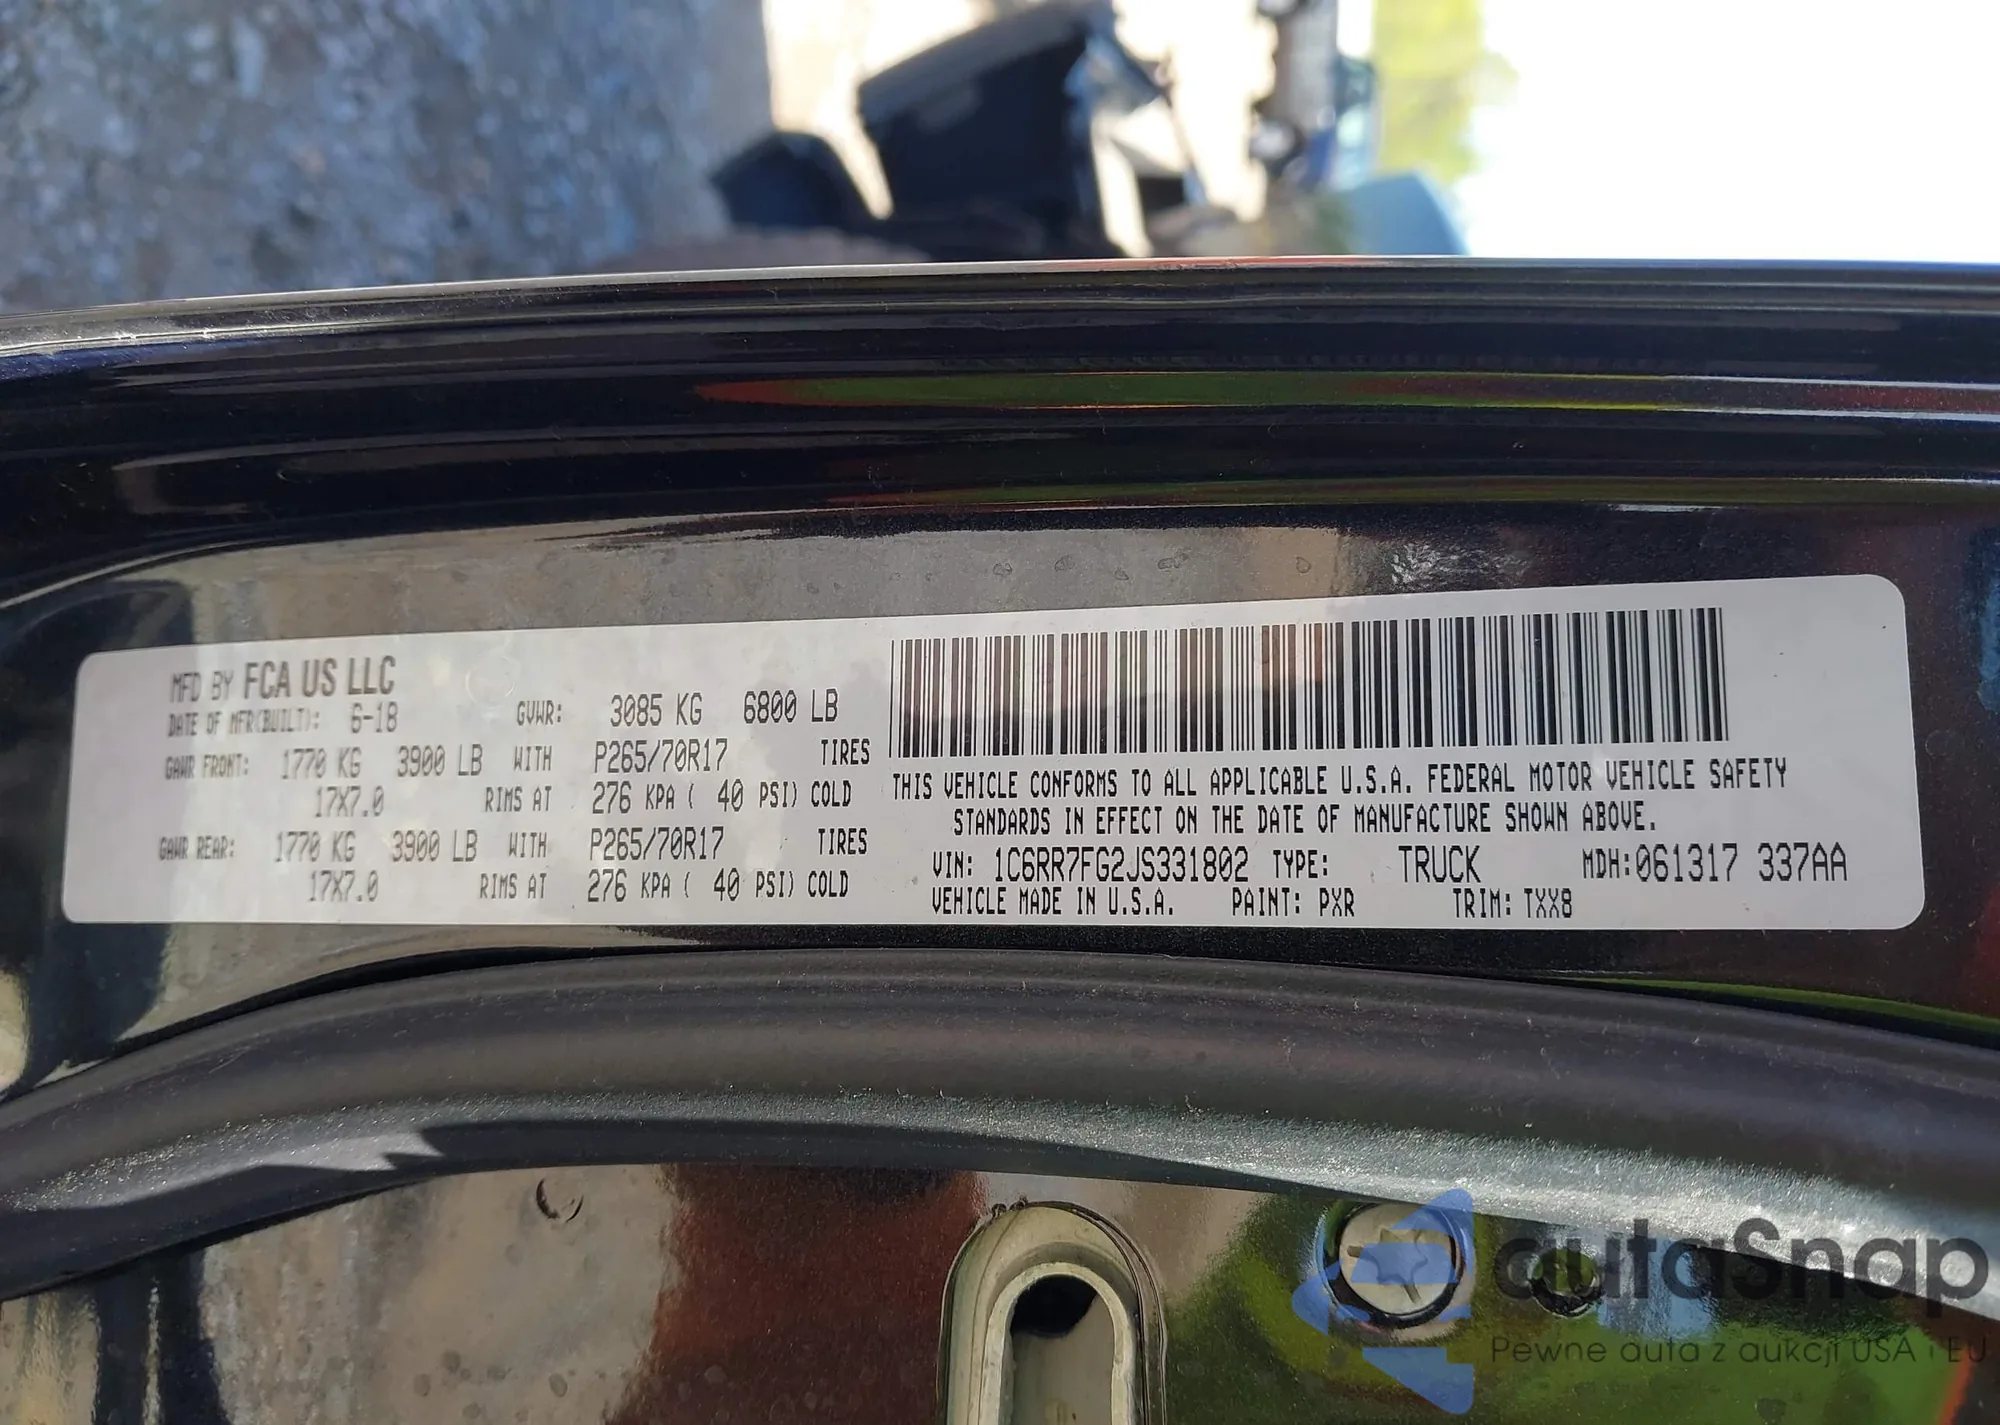 MFD BY FCA US LLC
DATE OF MFR(BUILT): 6-18 GVWR: 3085 KG 6800 LB
GAWR FRONT: 1770 KG 3900 LB WITH P265/70R17 TIRES
17X7.0 RIMS AT 276 KPA ( 40 PSI) COLD
GAWR REAR: 1770 KG 3900 LB WITH P265/70R17 TIRES
17X7.0 RIMS AT 276 KPA ( 40 PSI) COLD
THIS VEHICLE CONFORMS TO ALL APPLICABLE U.S.A. FEDERAL MOTOR VEHICLE SAFETY
STANDARDS IN EFFECT ON THE DATE OF MANUFACTURE SHOWN ABOVE.
VIN: 1C6RR7FG2JS331802 TYPE: TRUCK MDH:061317 337AA
VEHICLE MADE IN U.S.A. PAINT: PXR TRIM: TXX8
autaSnap
Pewne auta z aukcji USA i EU